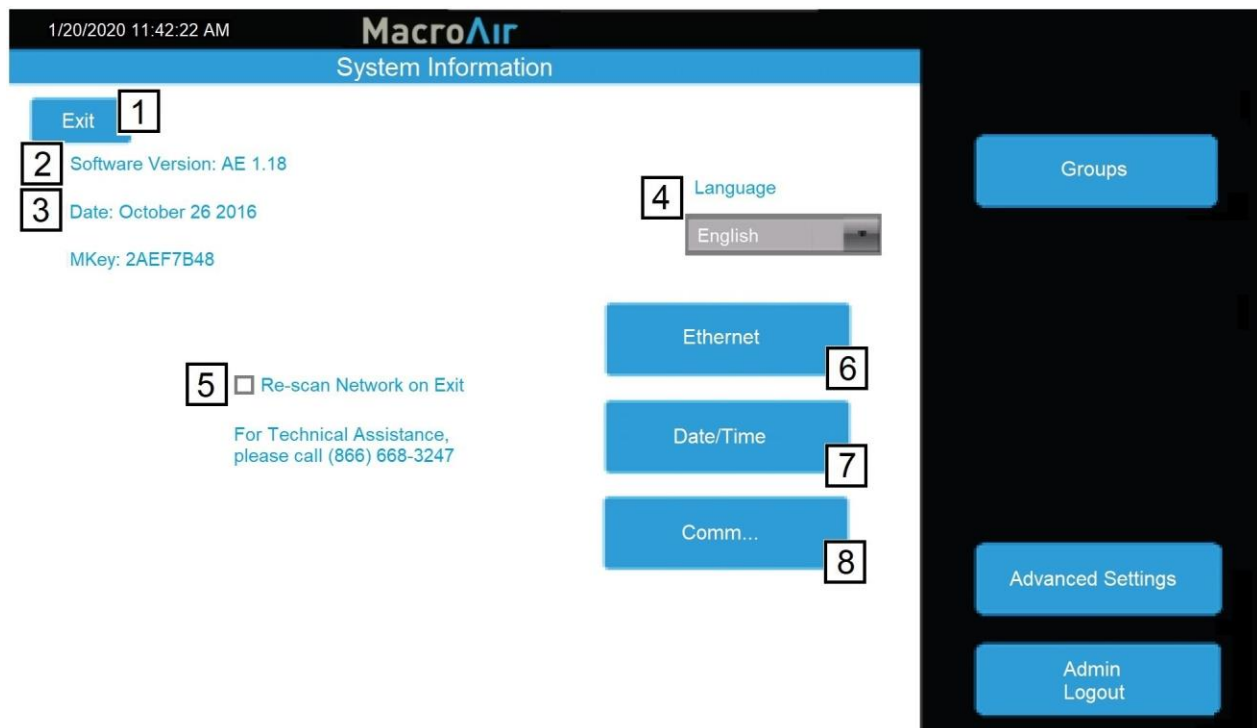 1/20/2020 11:42:22 AM
MacroAir
System Information
Exit
1
2
Software Version: AE 1.18
3
Date: October 26 2016
MKey: 2AEF7B48
4
Language
English
5
Re-scan Network on Exit
For Technical Assistance,
please call (866) 668-3247
Ethernet
6
Date/Time
7
Comm...
8
Groups
Advanced Settings
Admin
Logout